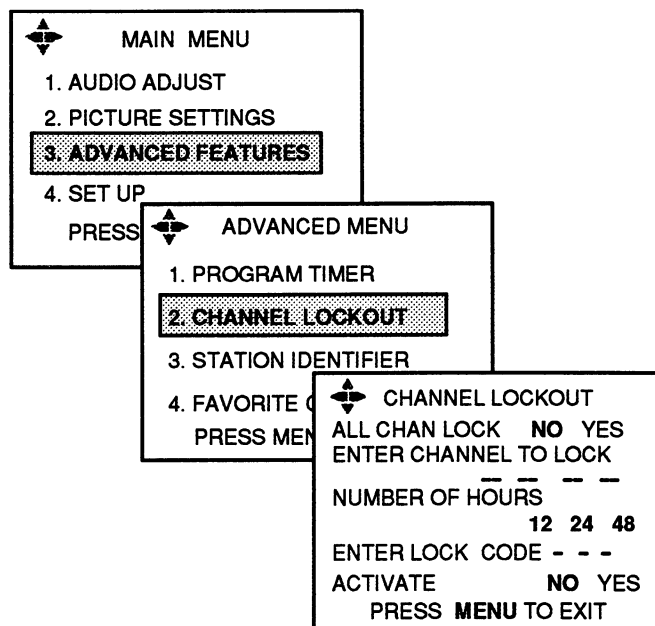 MAIN MENU
1. AUDIO ADJUST
2. PICTURE SETTINGS
3. ADVANCED FEATURES
4. SET UP
PRESS
ADVANCED MENU
1. PROGRAM TIMER
2. CHANNEL LOCKOUT
3. STATION IDENTIFIER
4. FAVORITE
PRESS
CHANNEL LOCKOUT
ALL CHAN LOCK NO YES
ENTER CHANNEL TO LOCK
-- -- -- --
NUMBER OF HOURS
12 24 48
ENTER LOCK CODE - - -
ACTIVATE NO YES
PRESS MENU TO EXIT